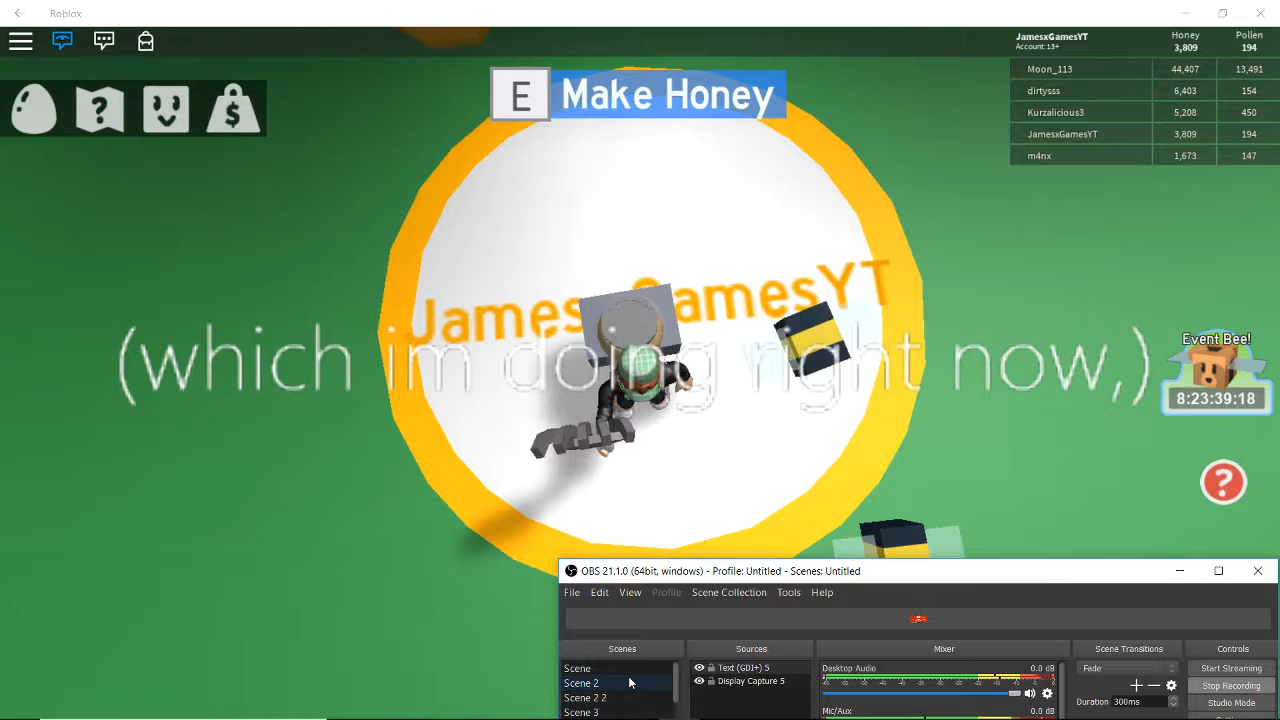 Roblox
JamesxGamesYT
Account: 13+
Honey
3,809
Pollen
194
Moon_113 44,407 13,491
dirtysss 6,403 154
Kurzalicious3 5,208 450
JamesxGamesYT 3,809 194
m4nx 1,673 147
E Make Honey
?
$
GamesYT
(which im doing right now,)
Event Bee!
8:23:39:18
?
OBS 21.1.0 (64bit, windows) - Profile: Untitled - Scenes: Untitled
File Edit View Profile Scene Collection Tools Help
Scenes Sources Mixer Scene Transitions Controls
Scene
Scene 2
Scene 2 2
Scene 3
Text (GDI+) 5
Display Capture 5
Desktop Audio 0.0 dB
Mic/Aux 0.0 dB
Fade
Duration 300ms
Start Streaming
Stop Recording
Studio Mode